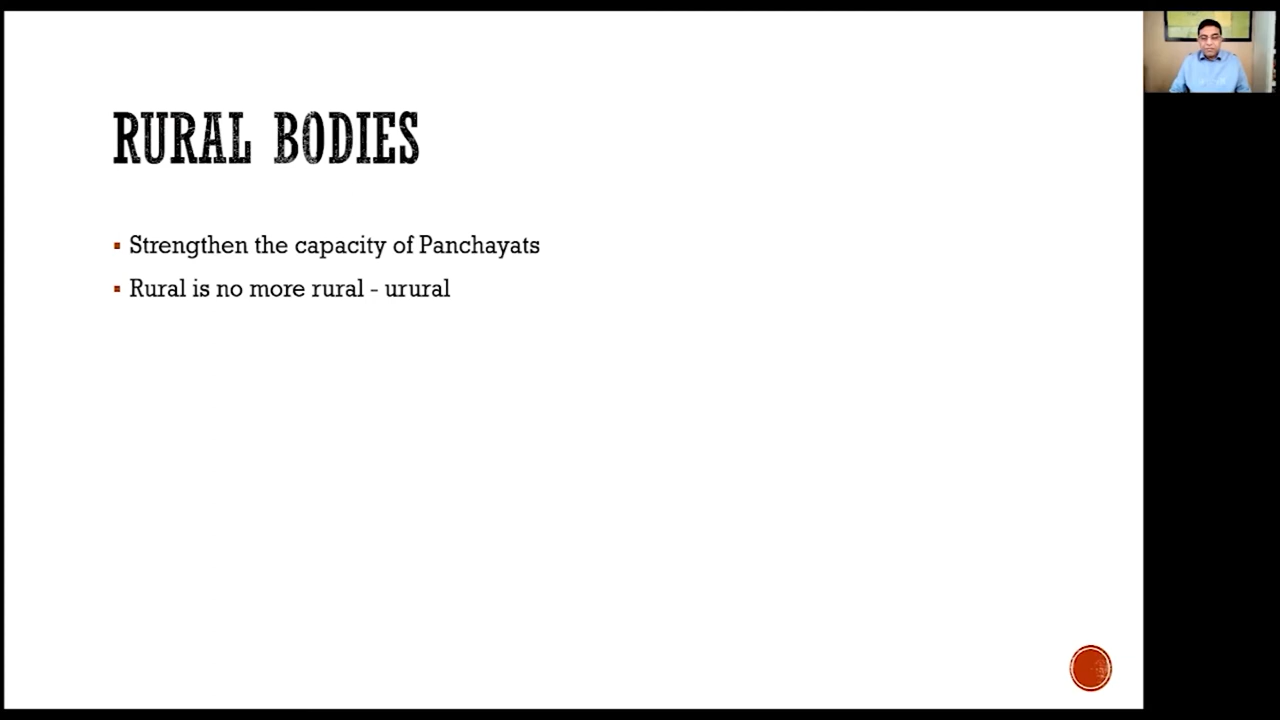 RURAL BODIES
Strengthen the capacity of Panchayats
Rural is no more rural - urural